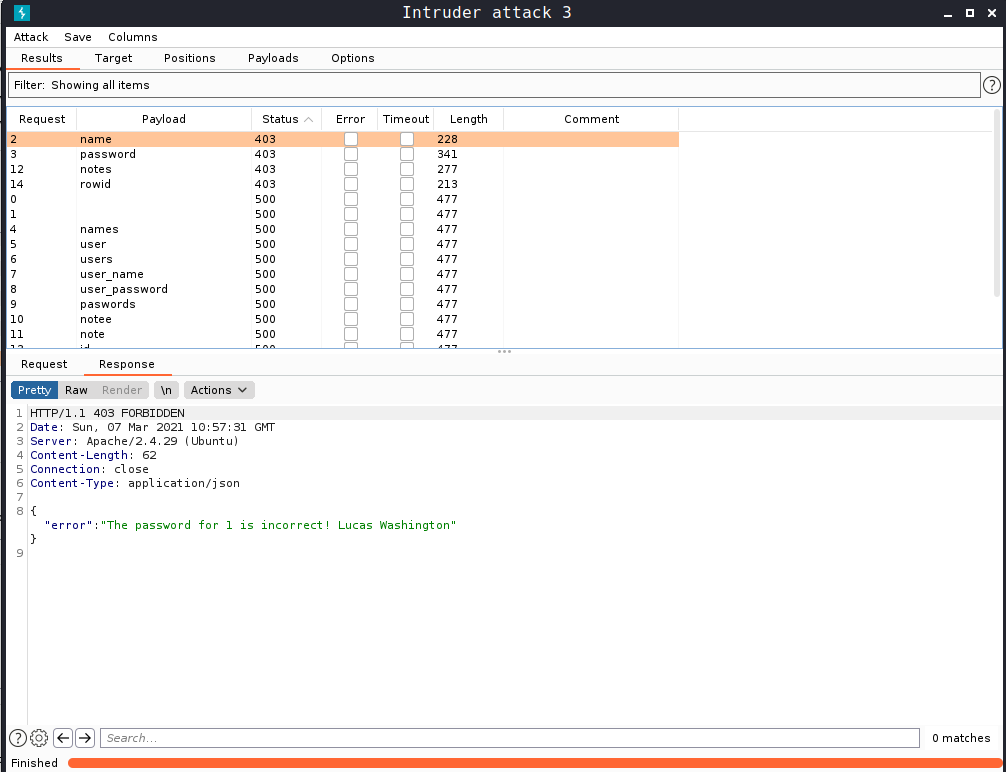 Intruder attack 3
Attack Save Columns
Results Target Positions Payloads Options
Filter: Showing all items ?
Request Payload Status Error Timeout Length Comment
2 name 403 228
3 password 403 341
12 notes 403 277
14 rowid 403 213
0 500 477
1 500 477
4 names 500 477
5 user 500 477
6 users 500 477
7 user_name 500 477
8 user_password 500 477
9 paswords 500 477
10 notee 500 477
11 note 500 477
Request Response
Pretty Raw Render \n Actions
1 HTTP/1.1 403 FORBIDDEN
2 Date: Sun, 07 Mar 2021 10:57:31 GMT
3 Server: Apache/2.4.29 (Ubuntu)
4 Content-Length: 62
5 Connection: close
6 Content-Type: application/json
7
8 {
"error":"The password for 1 is incorrect! Lucas Washington"
}
9
? Search... 0 matches
Finished